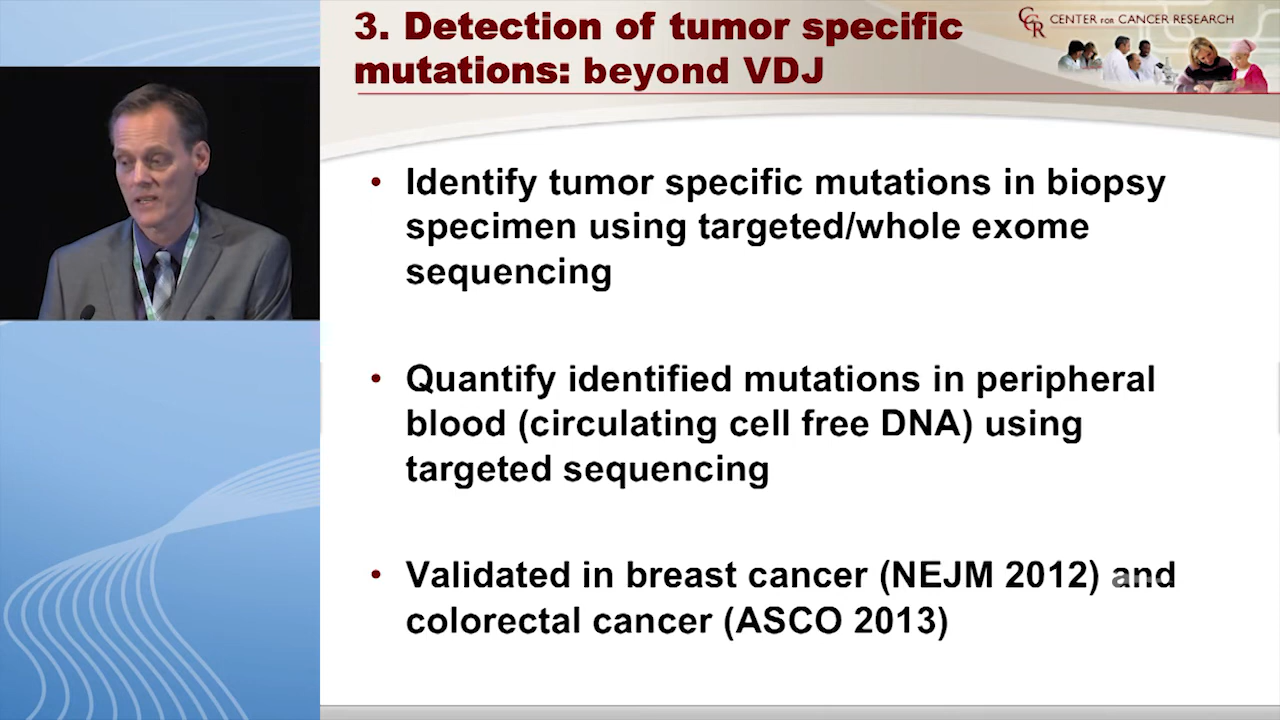 3. Detection of tumor specific
mutations: beyond VDJ
CCR CENTER for CANCER RESEARCH
• Identify tumor specific mutations in biopsy
specimen using targeted/whole exome
sequencing
• Quantify identified mutations in peripheral
blood (circulating cell free DNA) using
targeted sequencing
• Validated in breast cancer (NEJM 2012) and
colorectal cancer (ASCO 2013)